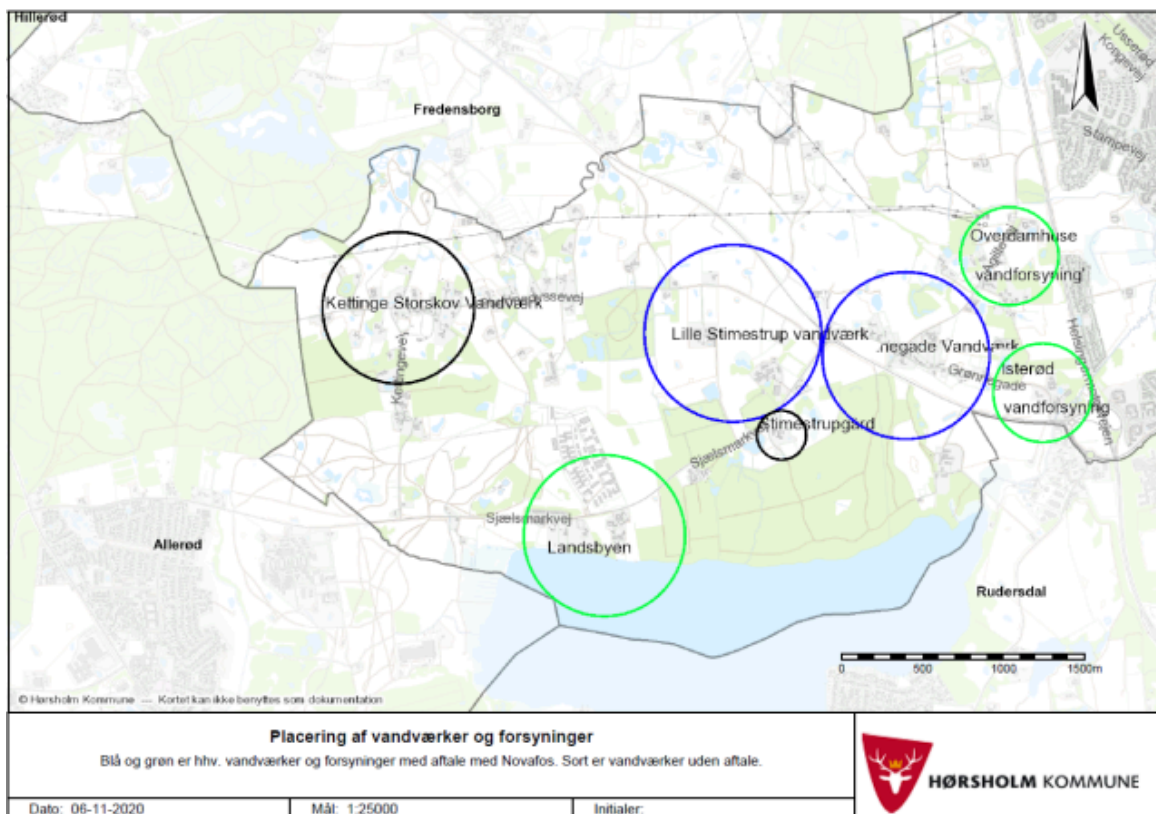 Hillerød
Fredensborg
Usserød
Kongevej
Stampevej
Overdamhuse
Agillevej
vandforsyning'
Kettinge Storskov Vandværk
Kettingevej
Lille Stimestrup vandværk
negade Vandværk
Grønnegade
Isterød
vandforsyning
Stimestrupgård
Sjælsmarkvej
Sjælsmarkvej
Landsbyen
Allerød
Rudersdal
0 500 1000 1500m
© Hørsholm Kommune — Kortet kan ikke benyttes som dokumentation
Placering af vandværker og forsyninger
Blå og grøn er hhv. vandværker og forsyninger med aftale med Novafos. Sort er vandværker uden aftale.
HØRSHOLM KOMMUNE
Dato: 06-11-2020 Mål: 1:25000 Initialer: